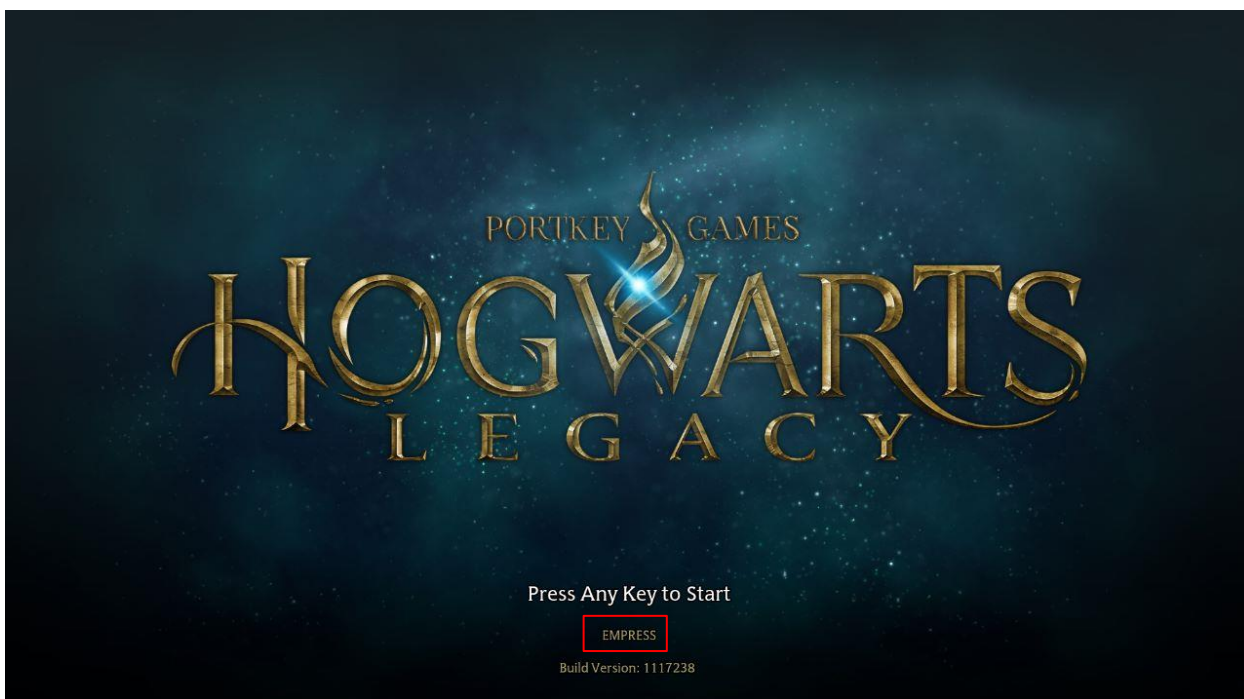 PORTKEY GAMES
HOGWARTS
LEGACY
Press Any Key to Start
EMPRESS
Build Version: 1117238